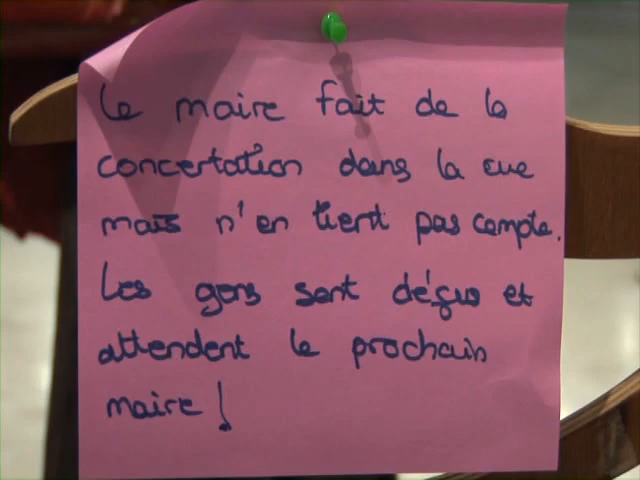 Le maire fait de la
concertation dans la rue
mais n'en tient pas compte.
Les gens sont déçus et
attendent le prochain
maire !